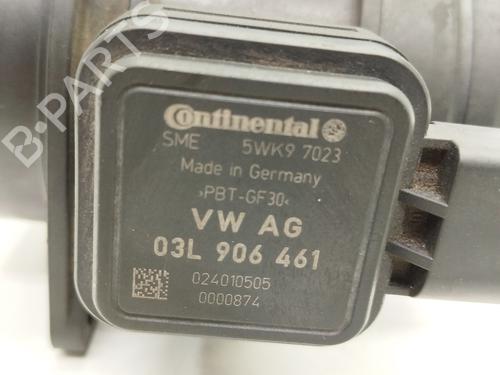 Continental
SME 5WK9 7023
Made in Germany
>PBT-GF30<
VW AG
03L 906 461
024010505
0000874
B-PARTS